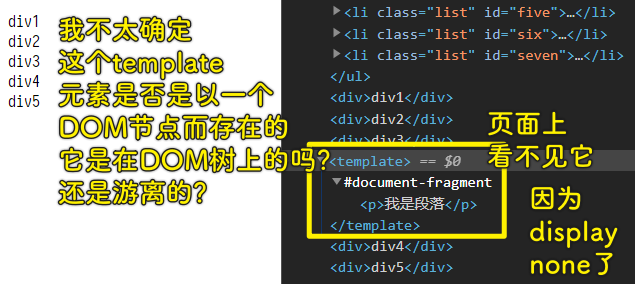 div1
div2
div3
div4
div5
我不太确定
这个template
元素是否是以一个
DOM节点而存在的
它是在DOM树上的吗?
还是游离的?
▶<li class="list" id="five">…</li>
▶<li class="list" id="six">…</li>
▶<li class="list" id="seven">…</li>
</ul>
<div>div1</div>
<div>div2</div>
<div>div3</div>
<template> == $0
▼#document-fragment
<p>我是段落</p>
</template>
<div>div4</div>
<div>div5</div>
页面上
看不见它
因为
display
none了